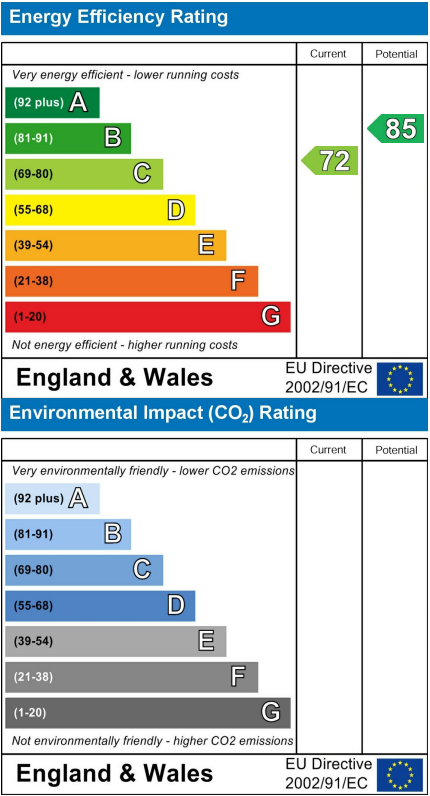 Energy Efficiency Rating
Current Potential
Very energy efficient - lower running costs
(92 plus) A
(81-91) B
(69-80) C
(55-68) D
(39-54) E
(21-38) F
(1-20) G
72
85
Not energy efficient - higher running costs
England & Wales
EU Directive
2002/91/EC
Environmental Impact (CO₂) Rating
Current Potential
Very environmentally friendly - lower CO2 emissions
(92 plus) A
(81-91) B
(69-80) C
(55-68) D
(39-54) E
(21-38) F
(1-20) G
Not environmentally friendly - higher CO2 emissions
England & Wales
EU Directive
2002/91/EC